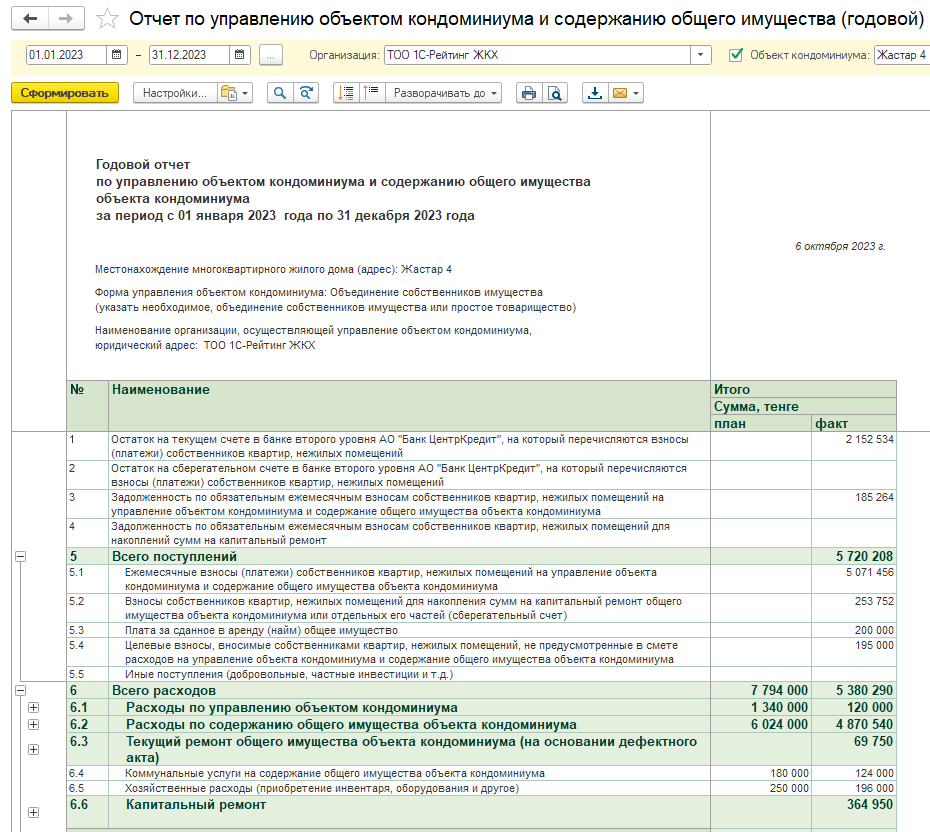 Отчет по управлению объектом кондоминиума и содержанию общего имущества (годовой)
01.01.2023 – 31.12.2023 ... Организация: ТОО 1С-Рейтинг ЖКХ Объект кондоминиума: Жастар 4
Сформировать Настройки... Разворачивать до
Годовой отчет
по управлению объектом кондоминиума и содержанию общего имущества
объекта кондоминиума
за период с 01 января 2023 года по 31 декабря 2023 года
6 октября 2023 г.
Местонахождение многоквартирного жилого дома (адрес): Жастар 4
Форма управления объектом кондоминиума: Объединение собственников имущества
(указать необходимое, объединение собственников имущества или простое товарищество)
Наименование организации, осуществляющей управление объектом кондоминиума,
юридический адрес: ТОО 1С-Рейтинг ЖКХ
№ Наименование Итого
Сумма, тенге
план факт
1 Остаток на текущем счете в банке второго уровня АО "Банк ЦентрКредит", на который перечисляются взносы 2 152 534
(платежи) собственников квартир, нежилых помещений
2 Остаток на сберегательном счете в банке второго уровня АО "Банк ЦентрКредит", на который перечисляются
взносы (платежи) собственников квартир, нежилых помещений
3 Задолженность по обязательным ежемесячным взносам собственников квартир, нежилых помещений на 185 264
управление объектом кондоминиума и содержание общего имущества объекта кондоминиума
4 Задолженность по обязательным ежемесячным взносам собственников квартир, нежилых помещений для
накоплений сумм на капитальный ремонт
5 Всего поступлений 5 720 208
5.1 Ежемесячные взносы (платежи) собственников квартир, нежилых помещений на управление объекта 5 071 456
кондоминиума и содержание общего имущества объекта кондоминиума
5.2 Взносы собственников квартир, нежилых помещений для накопления сумм на капитальный ремонт общего 253 752
имущества объекта кондоминиума или отдельных его частей (сберегательный счет)
5.3 Плата за сданное в аренду (найм) общее имущество 200 000
5.4 Целевые взносы, вносимые собственниками квартир, нежилых помещений, не предусмотренные в смете 195 000
расходов на управление объекта кондоминиума и содержание общего имущества объекта кондоминиума
5.5 Иные поступления (добровольные, частные инвестиции и т.д.)
6 Всего расходов 7 794 000 5 380 290
6.1 Расходы по управлению объектом кондоминиума 1 340 000 120 000
6.2 Расходы по содержанию общего имущества объекта кондоминиума 6 024 000 4 870 540
6.3 Текущий ремонт общего имущества объекта кондоминиума (на основании дефектного 69 750
акта)
6.4 Коммунальные услуги на содержание общего имущества объекта кондоминиума 180 000 124 000
6.5 Хозяйственные расходы (приобретение инвентаря, оборудования и другое) 250 000 196 000
6.6 Капитальный ремонт 364 950